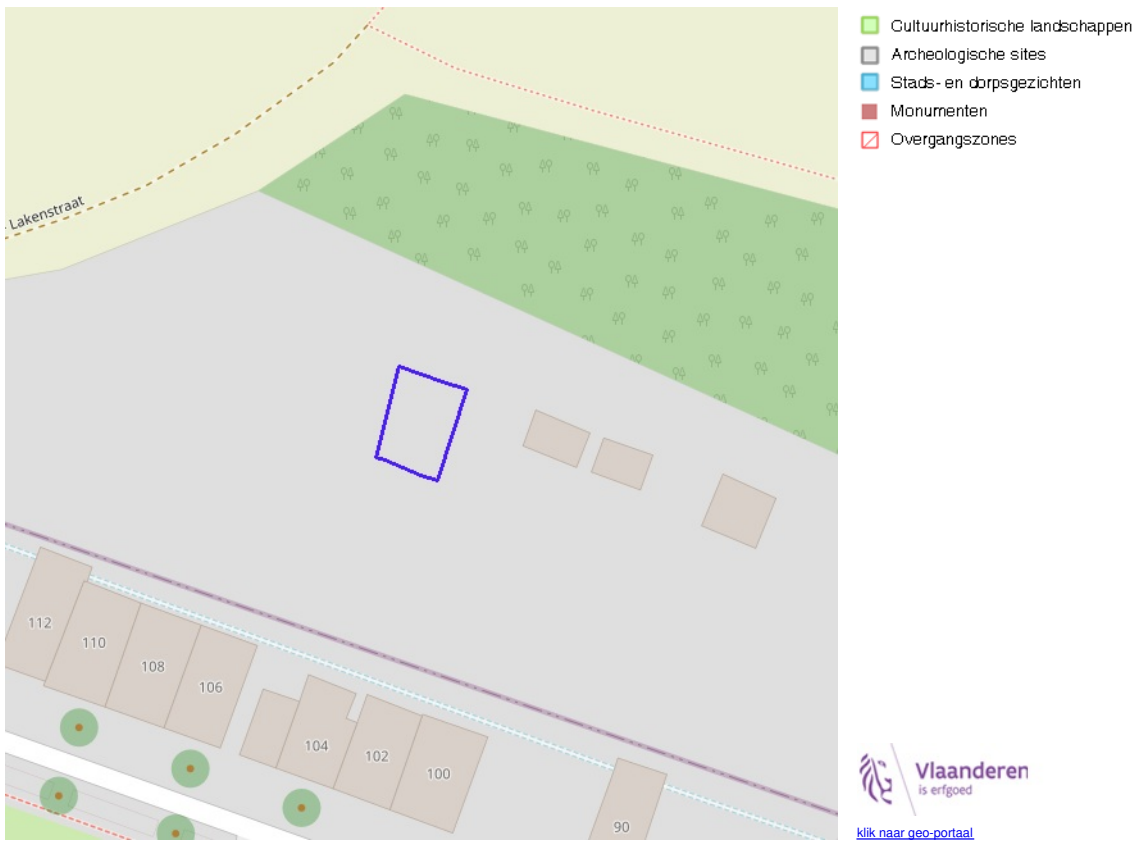 Cultuurhistorische landschappen
Archeologische sites
Stads- en dorpsgezichten
Monumenten
Overgangszones
Lakenstraat
112
110
108
106
104
102
100
90
Vlaanderen
is erfgoed
klik naar geo-portaal